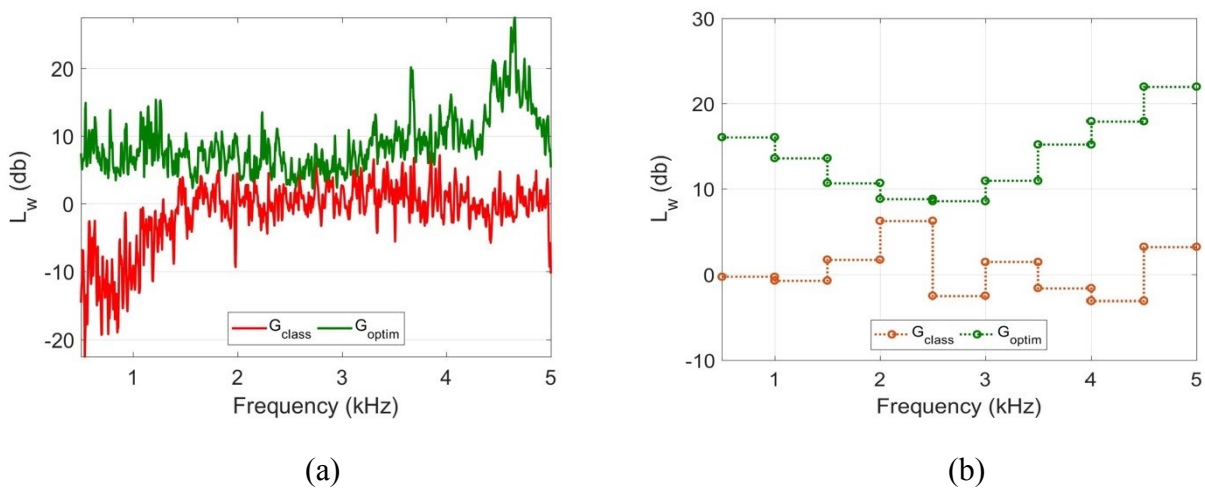 20
10
0
-10
-20
L_w (db)
G_class G_optim
1 2 3 4 5
Frequency (kHz)
(a)
30
20
10
0
-10
L_w (db)
G_class G_optim
1 2 3 4 5
Frequency (kHz)
(b)